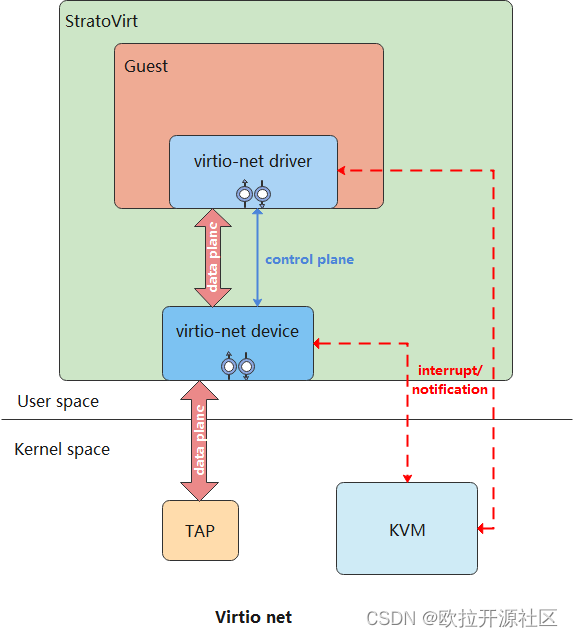 StratoVirt
Guest
virtio-net driver
data plane
control plane
virtio-net device
interrupt/
notification
User space
Kernel space
data plane
TAP
KVM
Virtio net
CSDN @欧拉开源社区